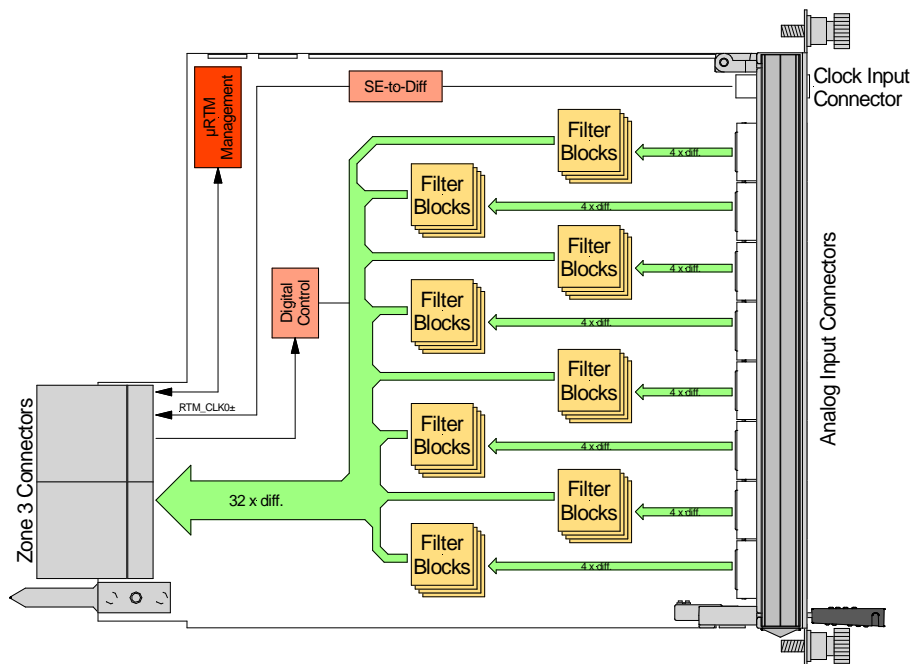 SE-to-Diff
Clock Input
Connector
µRTM
Management
Filter
Blocks
4 x diff.
Filter
Blocks
4 x diff.
Filter
Blocks
4 x diff.
Digital
Control
Filter
Blocks
4 x diff.
Analog Input Connectors
Filter
Blocks
4 x diff.
RTM_CLK0±
Filter
Blocks
4 x diff.
Zone 3 Connectors
32 x diff.
Filter
Blocks
4 x diff.
Filter
Blocks
4 x diff.